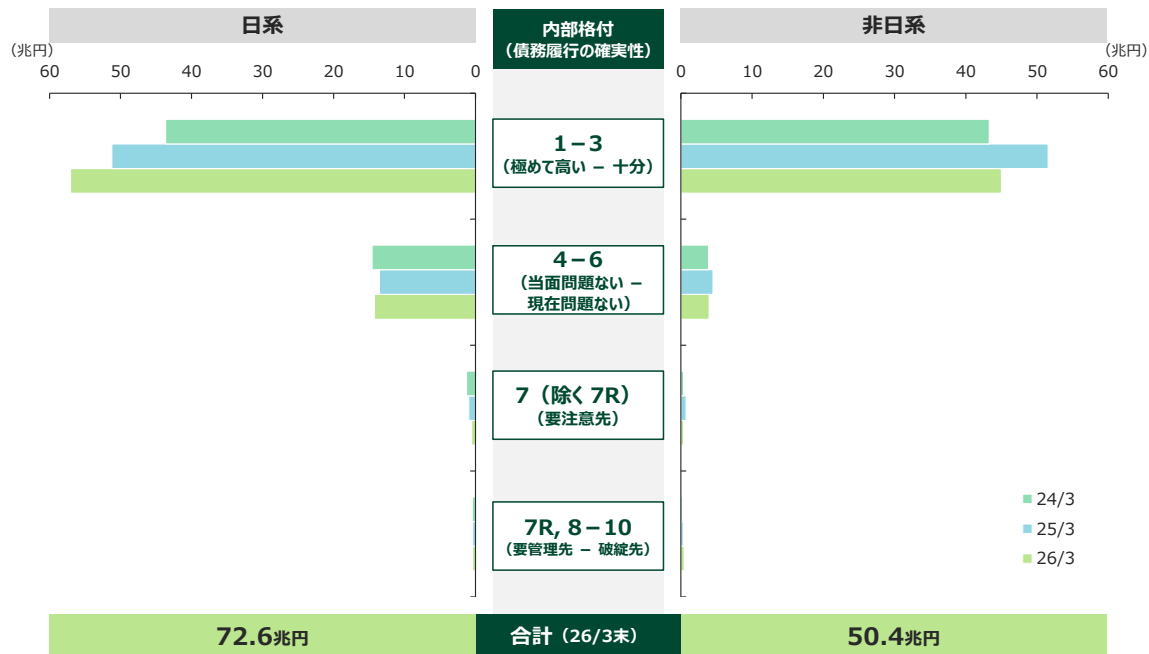 日系
内部格付
（債務履行の確実性）
非日系
（兆円）
（兆円）
60 50 40 30 20 10 0
0 10 20 30 40 50 60
1－3
（極めて高い － 十分）
4－6
（当面問題ない －
現在問題ない）
7（除く 7R）
（要注意先）
7R, 8－10
（要管理先 － 破綻先）
24/3
25/3
26/3
72.6兆円
合計（26/3末）
50.4兆円